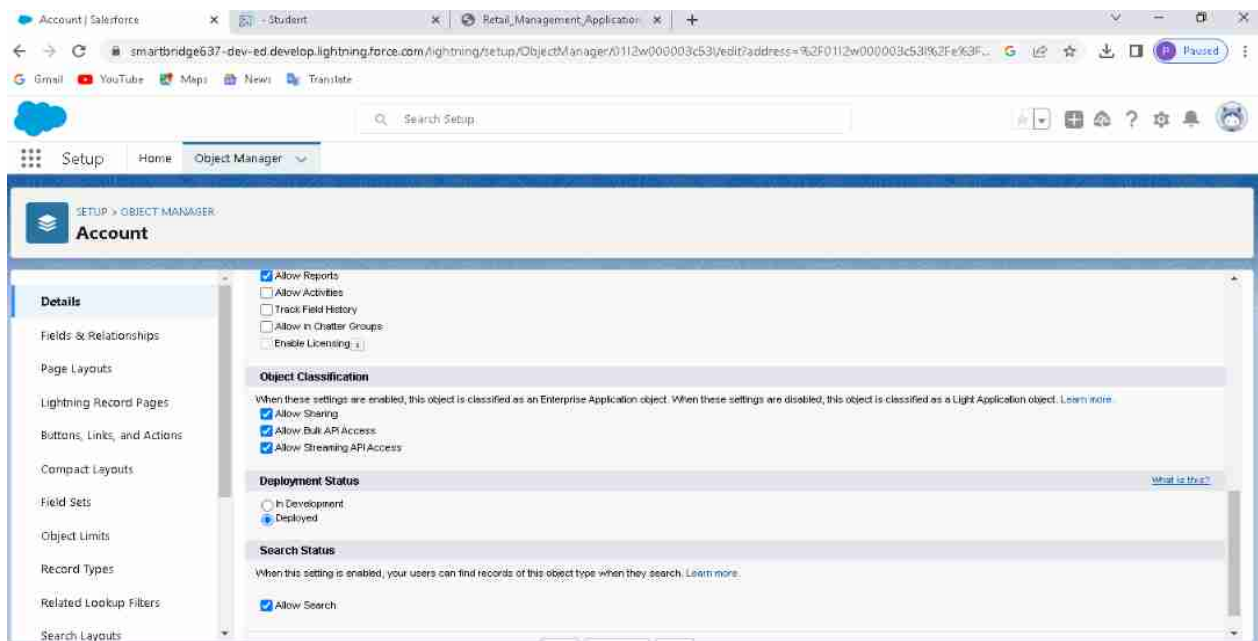 Account | Salesforce
- Student
Retail_Management_Application
smartbridge637-dev-ed.develop.lightning.force.com/lightning/setup/ObjectManager/01I2w000003c53l/edit?address=%2F01I2w000003c53l%2Fe%3F...
Paused
Gmail YouTube Maps News Translate
Search Setup
Setup Home Object Manager
SETUP > OBJECT MANAGER
Account
Details
Fields & Relationships
Page Layouts
Lightning Record Pages
Buttons, Links, and Actions
Compact Layouts
Field Sets
Object Limits
Record Types
Related Lookup Filters
Search Layouts
Allow Reports
Allow Activities
Track Field History
Allow in Chatter Groups
Enable Licensing i
Object Classification
When these settings are enabled, this object is classified as an Enterprise Application object. When these settings are disabled, this object is classified as a Light Application object. Learn more.
Allow Sharing
Allow Bulk API Access
Allow Streaming API Access
Deployment Status What is this?
In Development
Deployed
Search Status
When this setting is enabled, your users can find records of this object type when they search. Learn more.
Allow Search